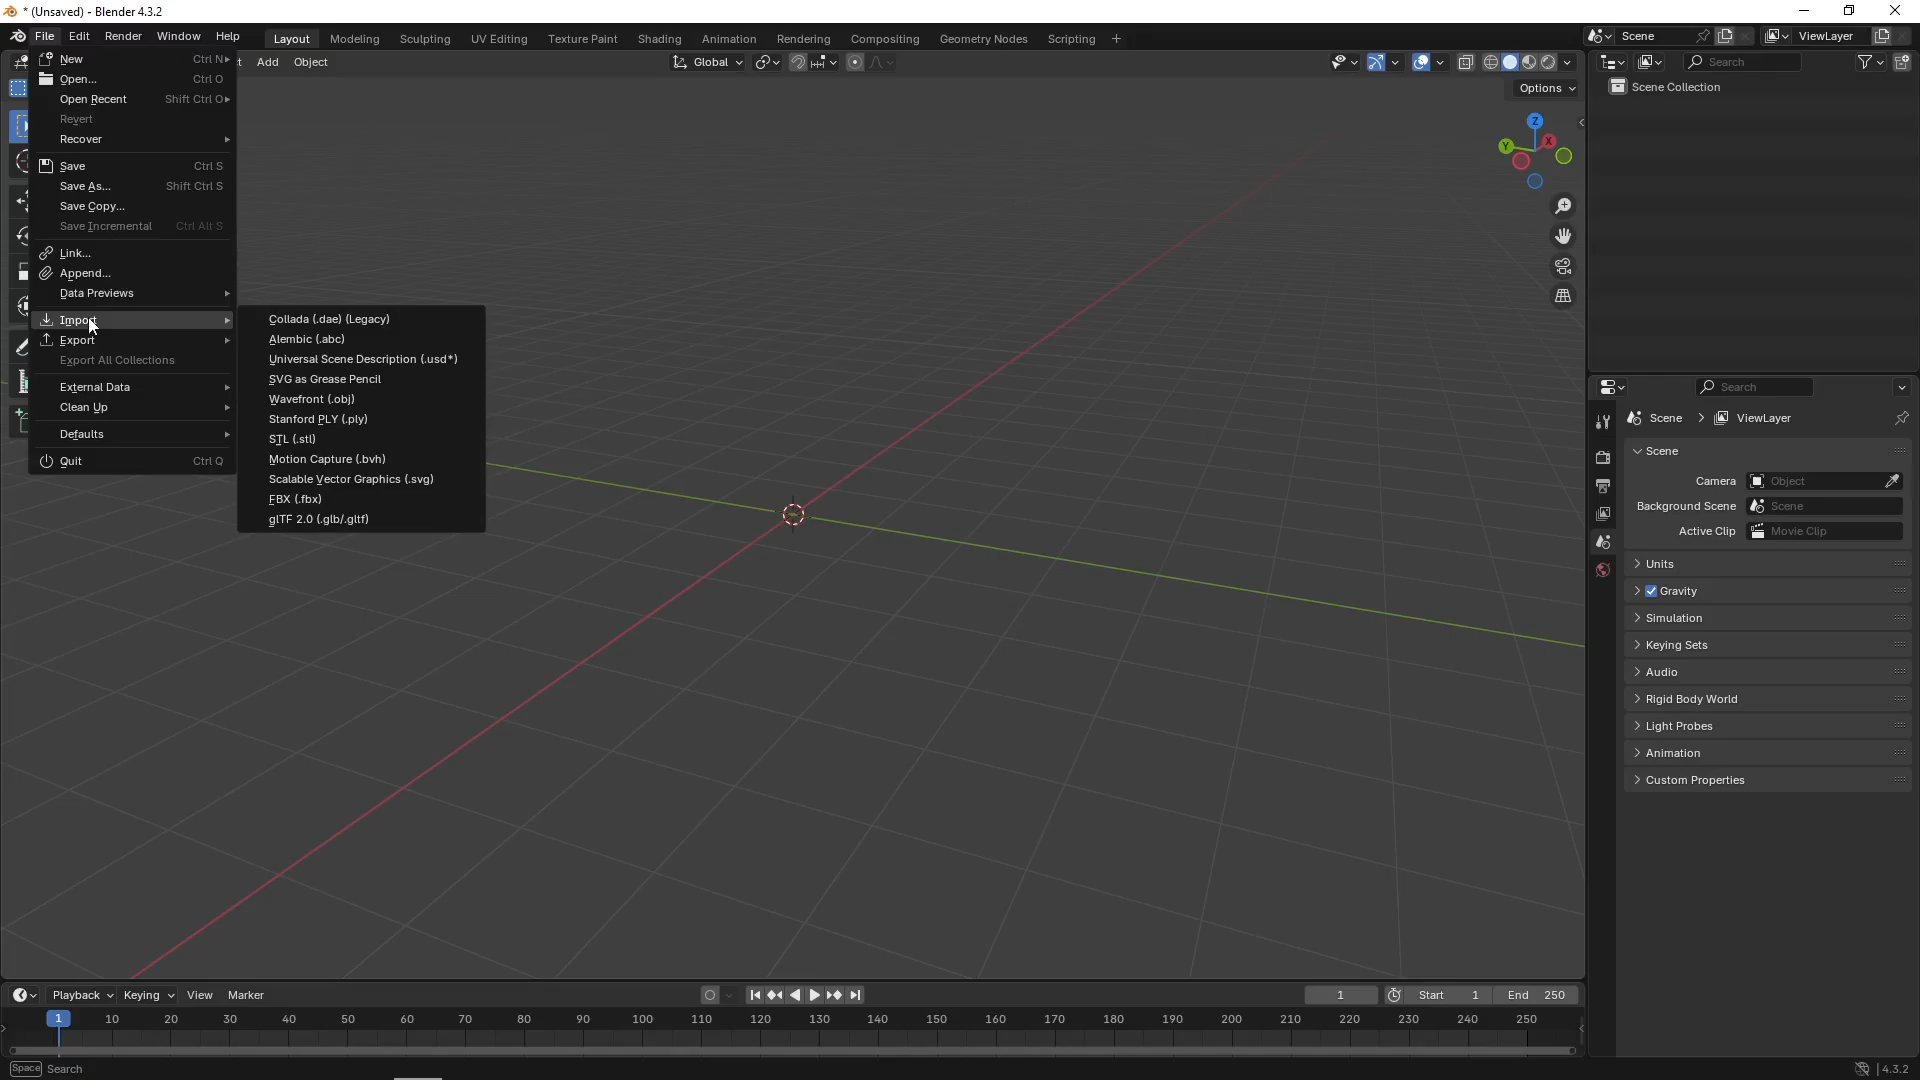 * (Unsaved) - Blender 4.3.2
File Edit Render Window Help
Layout Modeling Sculpting UV Editing Texture Paint Shading Animation Rendering Compositing Geometry Nodes Scripting +
Scene
ViewLayer
t Add Object
Global
Options
Z
Y
X
New Ctrl N
Open... Ctrl O
Open Recent Shift Ctrl O
Revert
Recover
Save Ctrl S
Save As... Shift Ctrl S
Save Copy...
Save Incremental Ctrl Alt S
Link...
Append...
Data Previews
Import
Export
Export All Collections
External Data
Clean Up
Defaults
Quit Ctrl Q
Collada (.dae) (Legacy)
Alembic (.abc)
Universal Scene Description (.usd*)
SVG as Grease Pencil
Wavefront (.obj)
Stanford PLY (.ply)
STL (.stl)
Motion Capture (.bvh)
Scalable Vector Graphics (.svg)
FBX (.fbx)
glTF 2.0 (.glb/.gltf)
Search
Scene Collection
Search
Scene ViewLayer
Scene
Camera Object
Background Scene Scene
Active Clip Movie Clip
Units
Gravity
Simulation
Keying Sets
Audio
Rigid Body World
Light Probes
Animation
Custom Properties
Playback Keying View Marker
1 Start 1 End 250
1 10 20 30 40 50 60 70 80 90 100 110 120 130 140 150 160 170 180 190 200 210 220 230 240 250
Space Search
4.3.2